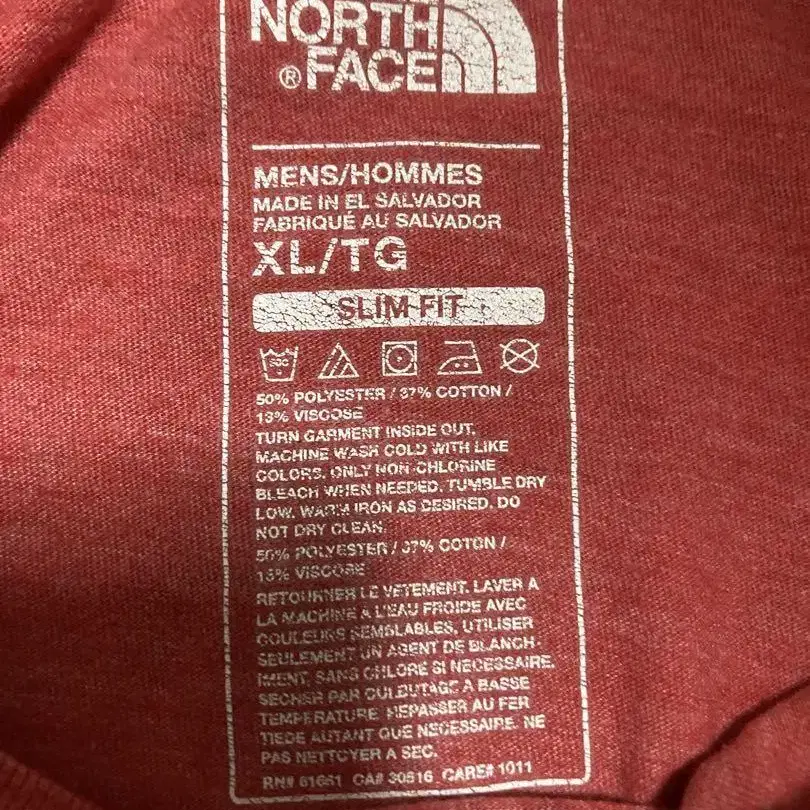 NORTH
® FACE
MENS/HOMMES
MADE IN EL SALVADOR
FABRIQUÉ AU SALVADOR
XL/TG
SLIM FIT
50% POLYESTER / 37% COTTON /
13% VISCOSE
TURN GARMENT INSIDE OUT.
MACHINE WASH COLD WITH LIKE
COLORS. ONLY NON-CHLORINE
BLEACH WHEN NEEDED. TUMBLE DRY
LOW. WARM IRON AS DESIRED. DO
NOT DRY CLEAN.
50% POLYESTER / 37% COTON /
13% VISCOSE
RETOURNER LE VETEMENT. LAVER A
LA MACHINE A L'EAU FROIDE AVEC
COULEURS SEMBLABLES. UTILISER
SEULEMENT UN AGENT DE BLANCH-
IMENT, SANS CHLORE SI NECESSAIRE.
SECHER PAR CULBUTAGE A BASSE
TEMPERATURE. REPASSER AU FER
TIEDE AUTANT QUE NECESSAIRE. NE
PAS NETTOYER A SEC.
RN# 61661 CA# 30516 CARE# 1011